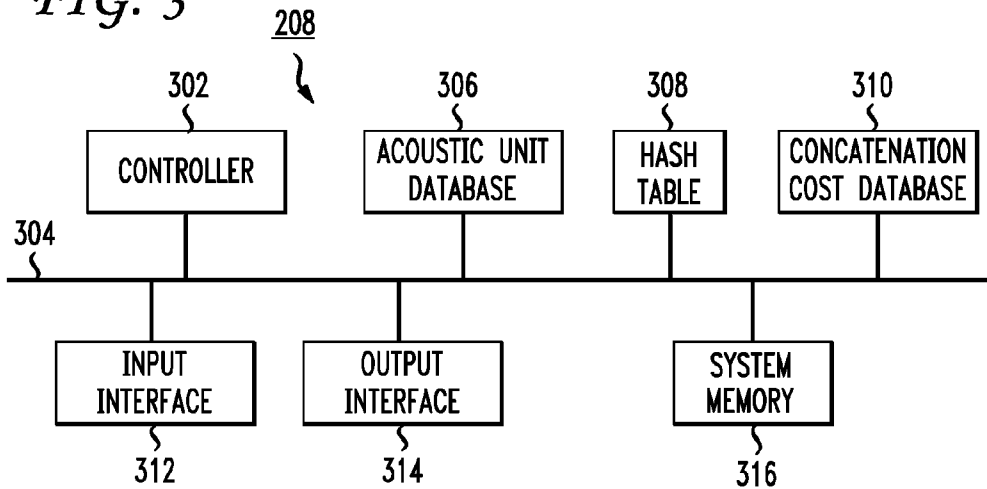 FIG. 3
208
302
306
308
310
CONTROLLER
ACOUSTIC UNIT
DATABASE
HASH
TABLE
CONCATENATION
COST DATABASE
304
INPUT
INTERFACE
OUTPUT
INTERFACE
SYSTEM
MEMORY
312
314
316